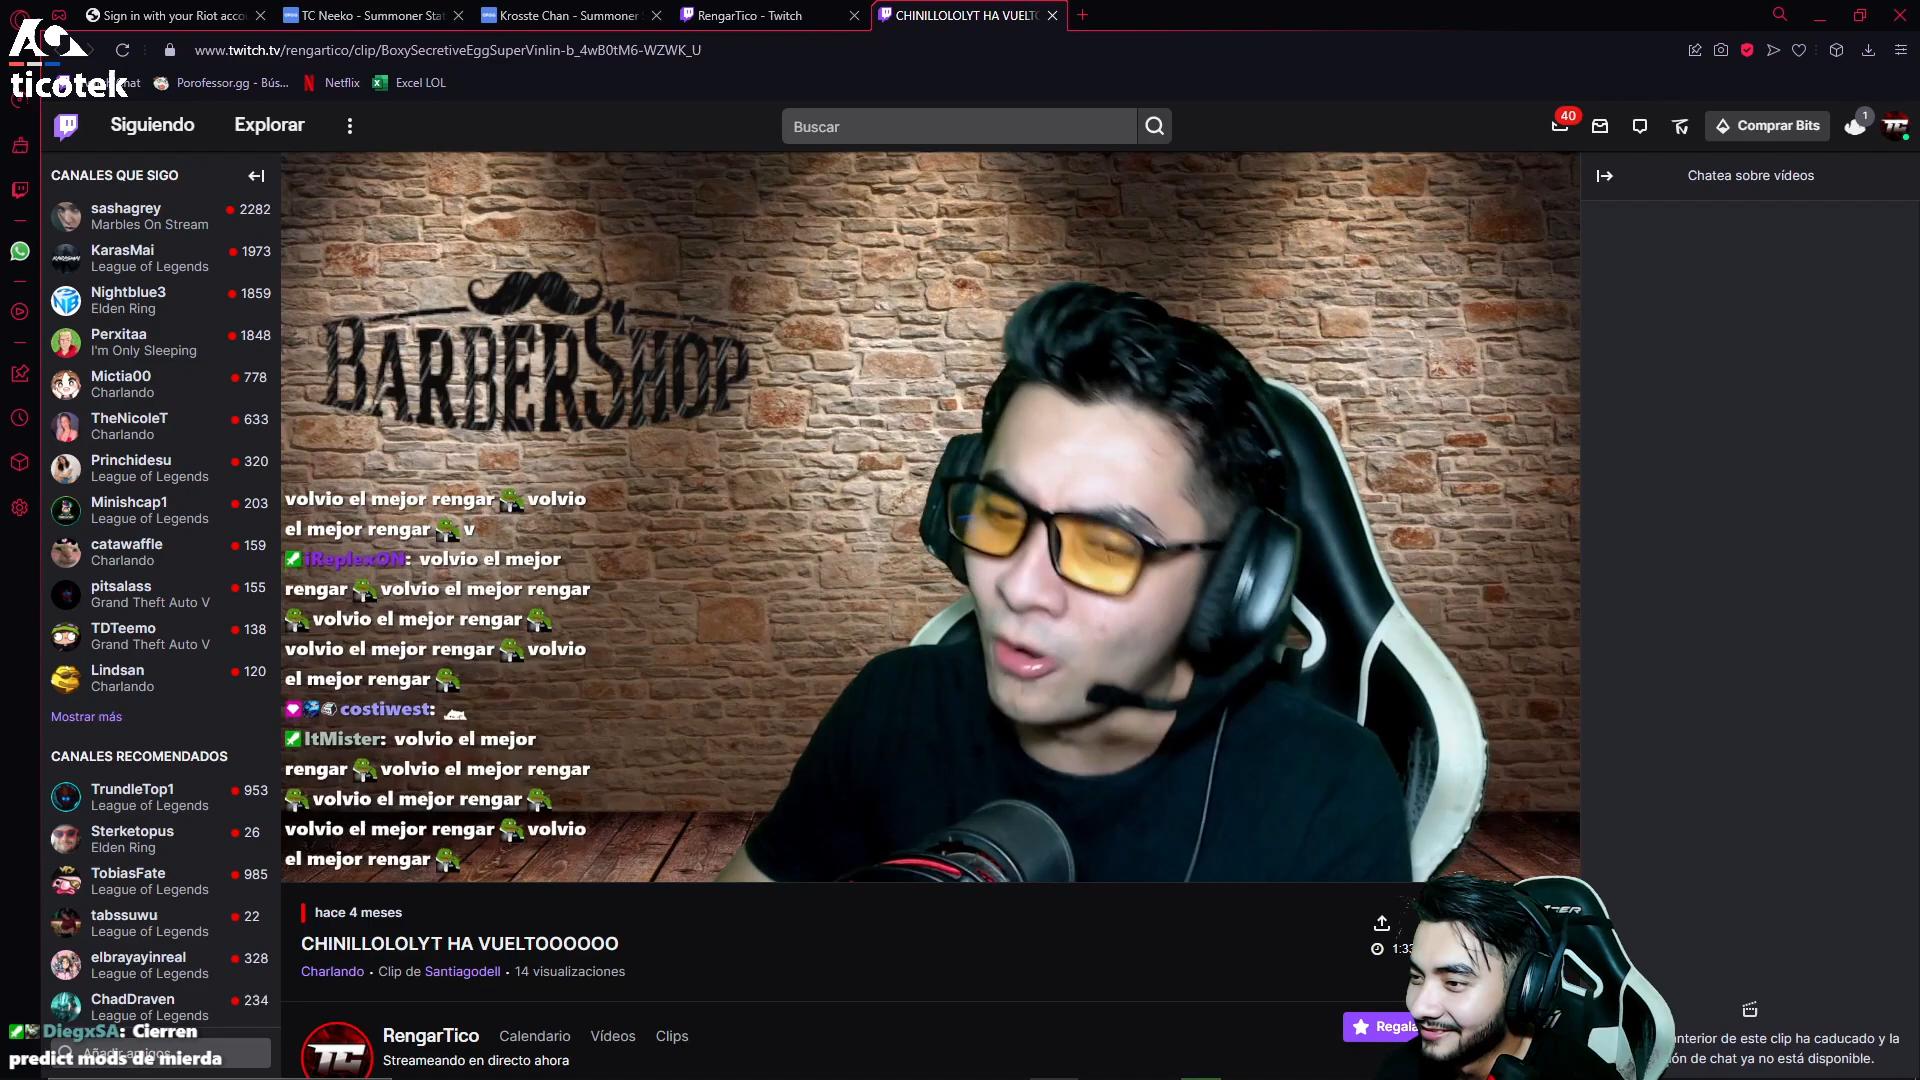 Sign in with your Riot acco
TC Neeko - Summoner Sta
Krosste Chan - Summoner
RengarTico - Twitch
CHINILLOLOLYT HA VUELTO
www.twitch.tv/rengartico/clip/BoxySecretiveEggSuperVinlin-b_4wB0tM6-WZWK_U
ticotek
Porofessor.gg - Bús...
Netflix
Excel LOL
Siguiendo
Explorar
Buscar
40
Comprar Bits
1
CANALES QUE SIGO
sashagrey 2282
Marbles On Stream
KarasMai 1973
League of Legends
Nightblue3 1859
Elden Ring
Perxitaa 1848
I'm Only Sleeping
Mictia00 778
Charlando
TheNicoleT 633
Charlando
Princhidesu 320
League of Legends
Minishcap1 203
League of Legends
catawaffle 159
Charlando
pitsalass 155
Grand Theft Auto V
TDTeemo 138
Grand Theft Auto V
Lindsan 120
Charlando
Mostrar más
CANALES RECOMENDADOS
TrundleTop1 953
League of Legends
Sterketopus 26
Elden Ring
TobiasFate 985
League of Legends
tabssuwu 22
League of Legends
elbrayayinreal 328
League of Legends
ChadDraven 234
League of Legends
DiegxSA: Cierren
predict mods de mierda
Añadir amigos
BARBERSHOP
volvio el mejor rengar volvio
el mejor rengar v
iReplexON: volvio el mejor
rengar volvio el mejor rengar
volvio el mejor rengar
volvio el mejor rengar volvio
el mejor rengar
costiwest:
ItMister: volvio el mejor
rengar volvio el mejor rengar
volvio el mejor rengar
volvio el mejor rengar volvio
el mejor rengar
hace 4 meses
CHINILLOLOLYT HA VUELTOOOOOO
Charlando • Clip de Santiagodell • 14 visualizaciones
1:33
TC
RengarTico
Calendario
Vídeos
Clips
Streameando en directo ahora
Regala
Chatea sobre vídeos
anterior de este clip ha caducado y la
ón de chat ya no está disponible.